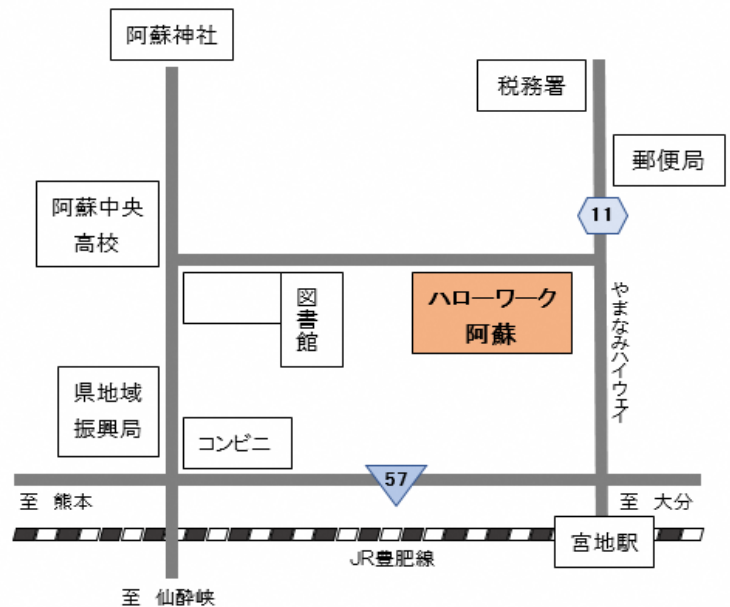 阿蘇神社
税務署
郵便局
阿蘇中央
高校
11
図書館
ハローワーク
阿蘇
やまなみハイウェイ
県地域
振興局
コンビニ
57
至 熊本
至 大分
宮地駅
JR豊肥線
至 仙酔峡